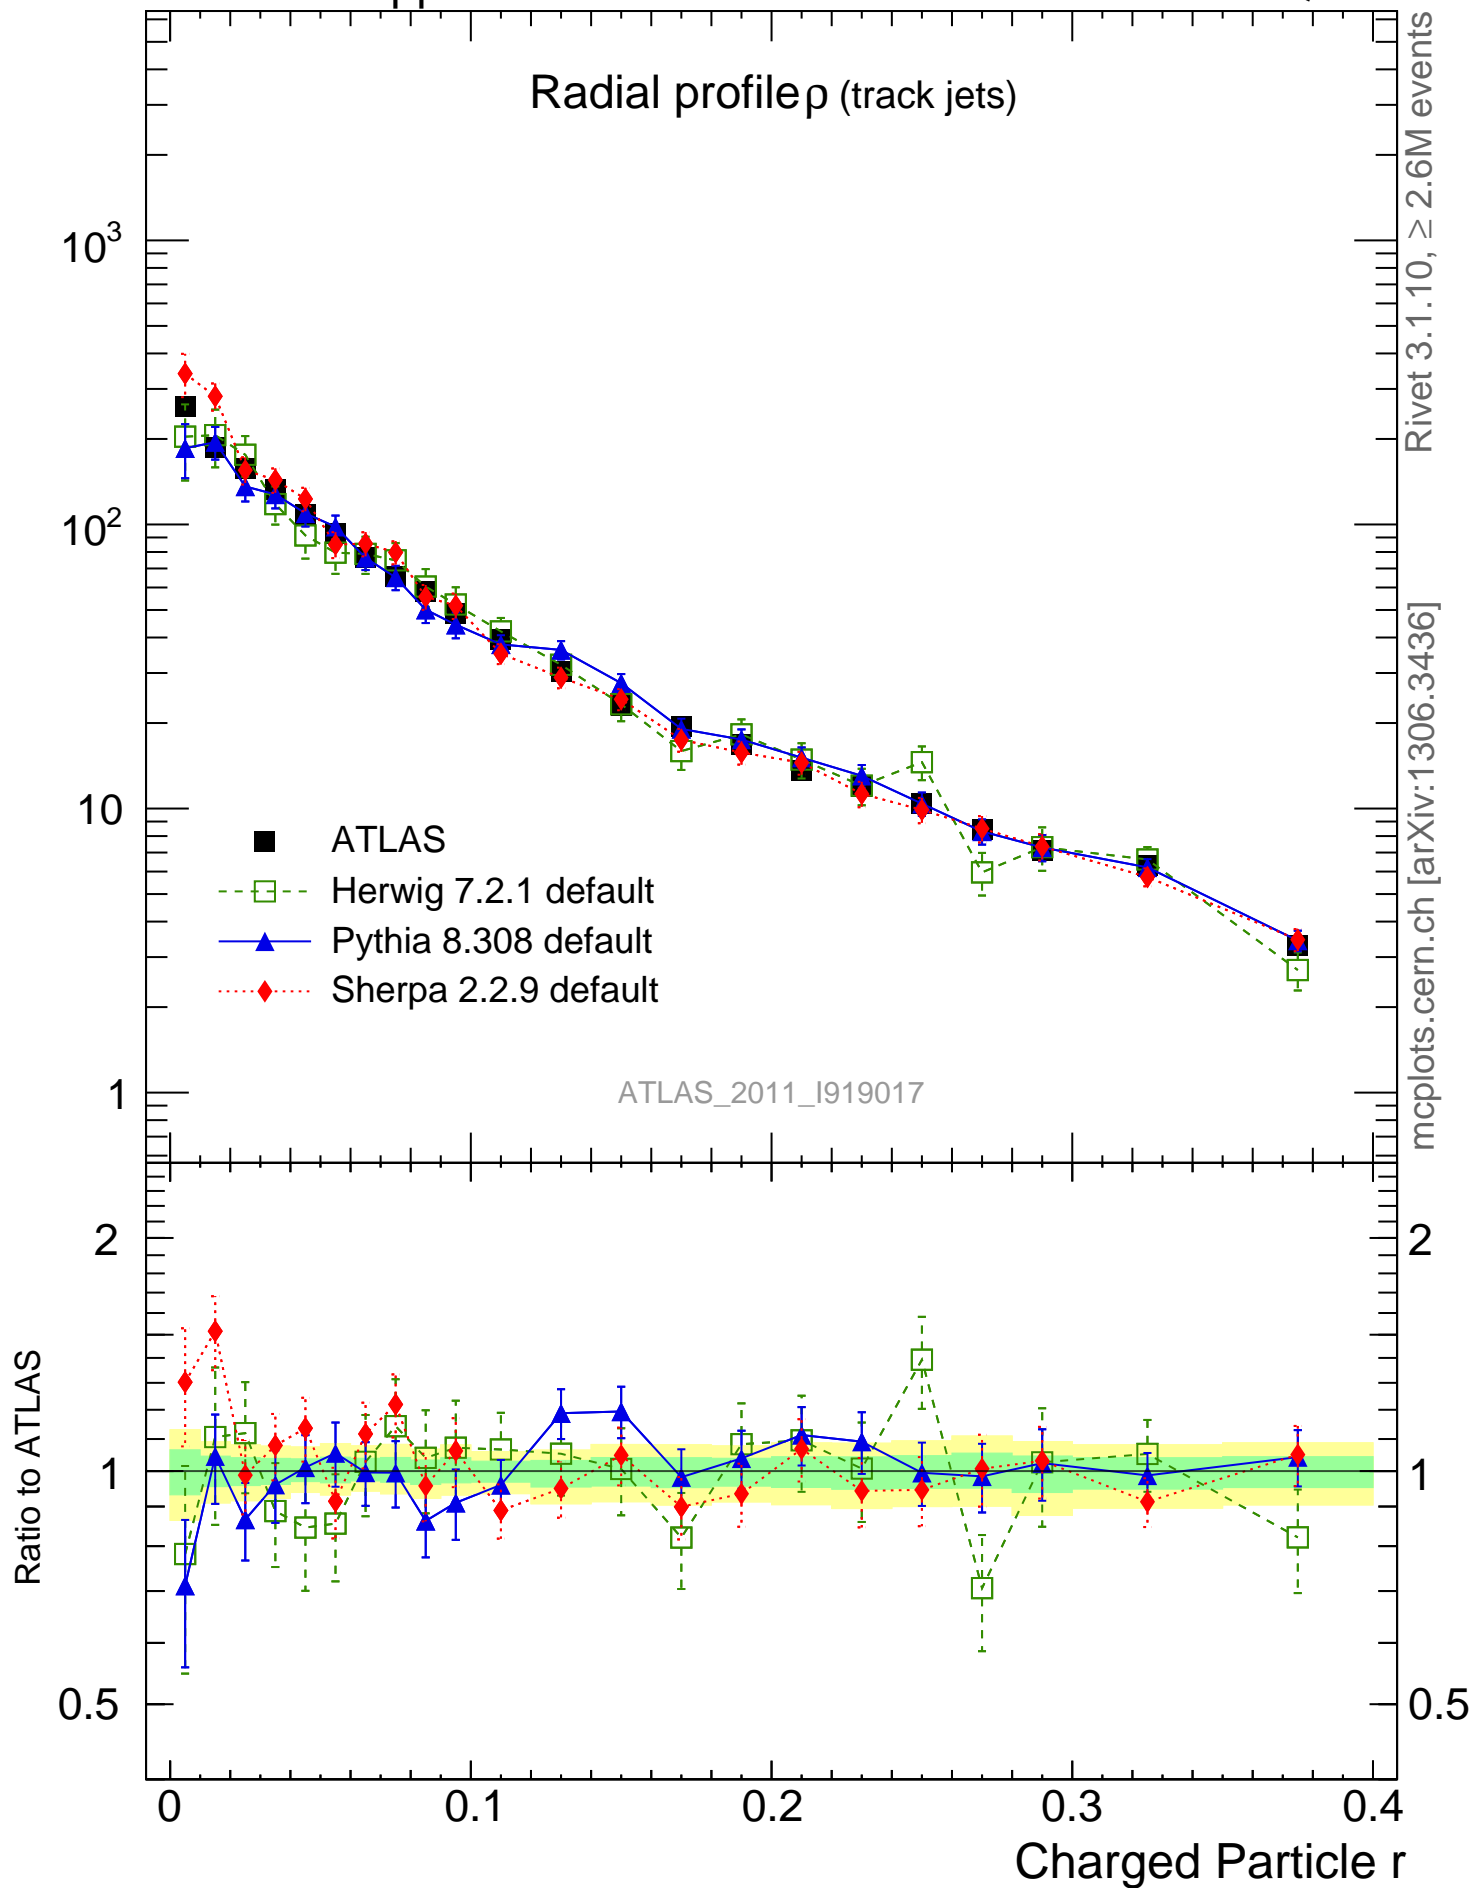 Radial profile ρ (track jets)
10³
10²
10
1
ATLAS
Herwig 7.2.1 default
Pythia 8.308 default
Sherpa 2.2.9 default
ATLAS_2011_I919017
Rivet 3.1.10, ≥ 2.6M events
mcplots.cern.ch [arXiv:1306.3436]
Ratio to ATLAS
2
1
0.5
2
1
0.5
0
0.1
0.2
0.3
0.4
Charged Particle r